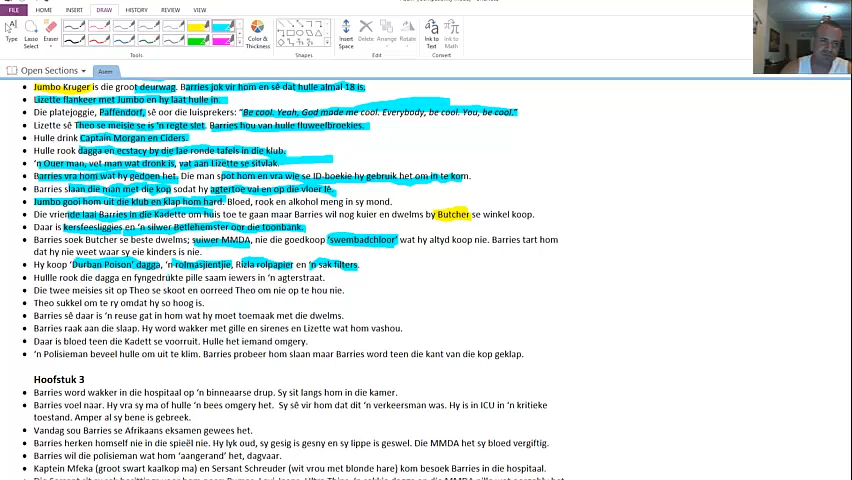 FILE HOME INSERT DRAW HISTORY REVIEW VIEW
Type Lasso Select Eraser Color & Thickness Insert Space Delete Arrange Rotate Ink to Text Ink to Math
Tools Shapes Edit Convert
Open Sections
Jumbo Kruger is die groot deurwag. Barries jok vir hom en sê dat hulle almal 18 is.
Lizette flankeer met Jumbo en hy laat hulle in.
Die platejoggie, Paffendorf, sê oor die luisprekers: "Be cool. Yeah, God made me cool. Everybody, be cool. You, be cool."
Lizette sê Theo se meisie se is 'n regte slet. Barries hou van hulle fluweelbroekies.
Hulle drink Captain Morgan en Ciders.
Hulle rook dagga en ecstacy by die lae ronde tafels in die klub.
'n Ouer man, vet man wat dronk is, vat aan Lizette se sitvlak.
Barries vra hom wat hy gedoen het. Die man spot hom en vra wie se ID-boekie hy gebruik het om in te kom.
Barries slaan die man met die kop sodat hy agtertoe val en op die vloer lê.
Jumbo gooi hom uit die klub en klap hom hard. Bloed, rook en alkohol meng in sy mond.
Die vriende laai Barries in die Kadette om huis toe te gaan maar Barries wil nog kuier en dwelms by Butcher se winkel koop.
Daar is kersfeesliggies en 'n silwer Betlehemster oor die toonbank.
Barries soek Butcher se beste dwelms; suiwer MMDA, nie die goedkoop 'swembadchloor' wat hy altyd koop nie. Barries tart hom
dat hy nie weet waar sy eie kinders is nie.
Hy koop 'Durban Poison' dagga, 'n rolmasjientjie, Rizla rolpapier en 'n sak filters.
Hulle rook die dagga en fyngedrukte pille saam iewers in 'n agterstraat.
Die twee meisies sit op Theo se skoot en oorreed Theo om nie op te hou nie.
Theo sukkel om te ry omdat hy so hoog is.
Barries sê daar is 'n reuse gat in hom wat hy moet toemaak met die dwelms.
Barries raak aan die slaap. Hy word wakker met gille en sirenes en Lizette wat hom vashou.
Daar is bloed teen die Kadett se voorruit. Hulle het iemand omgery.
'n Polisieman beveel hulle om uit te klim. Barries probeer hom slaan maar Barries word teen die kant van die kop geklap.
Hoofstuk 3
Barries word wakker in die hospitaal op 'n binneaarse drup. Sy sit langs hom in die kamer.
Barries voel naar. Hy vra sy ma of hulle 'n bees omgery het. Sy sê vir hom dat dit 'n verkeersman was. Hy is in ICU in 'n kritieke
toestand. Amper al sy bene is gebreek.
Vandag sou Barries se Afrikaans eksamen gewees het.
Barries herken homself nie in die spieël nie. Hy lyk oud, sy gesig is gesny en sy lippe is geswel. Die MMDA het sy bloed vergiftig.
Barries wil die polisieman wat hom 'aangerand' het, dagvaar.
Kaptein Mfeka (groot swart kaalkop ma) en Sersant Schreuder (wit vrou met blonde hare) kom besoek Barries in die hospitaal.